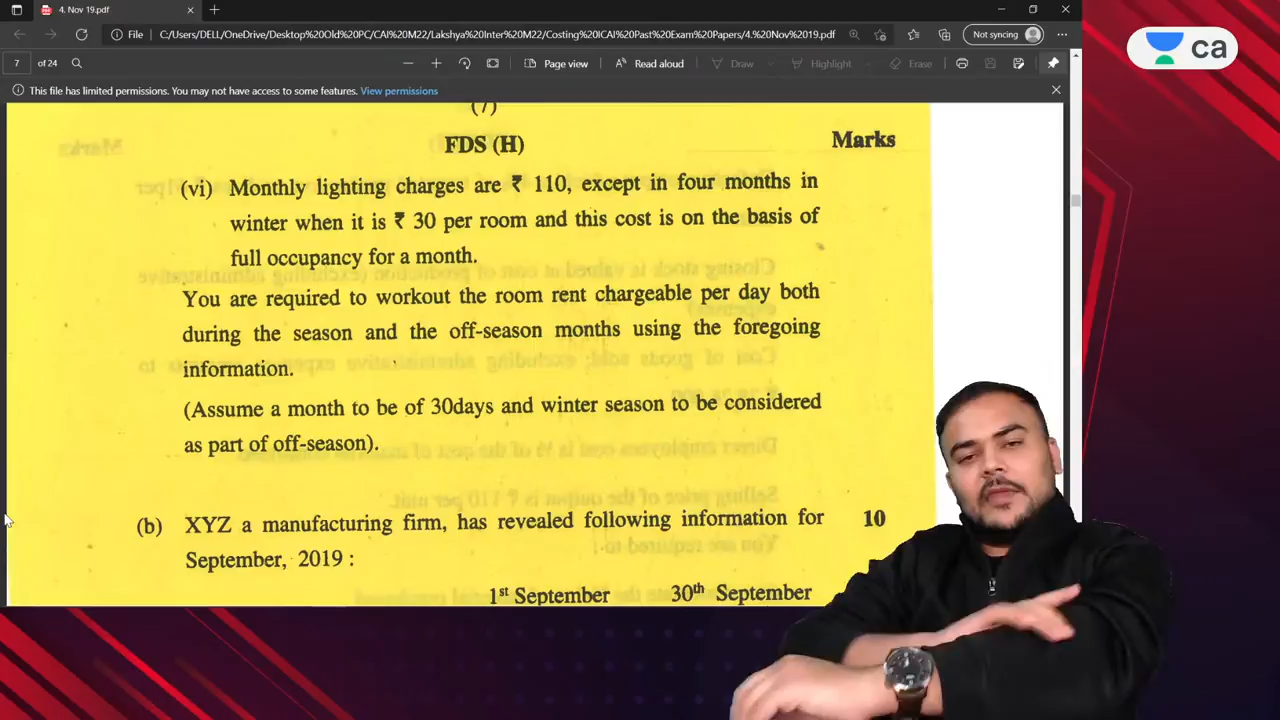 4. Nov 19.pdf
File
C:/Users/DELL/OneDrive/Desktop%20Old%20PC/CAI%20M22/Lakshya%20Inter%20M22/Costing%20ICAI%20Past%20Exam%20Papers/4.%20Nov%2019.pdf
Not syncing
7 of 24
Page view
Read aloud
Draw
Highlight
Erase
This file has limited permissions. You may not have access to some features. View permissions
ca
(7)
FDS (H)
Marks
(vi) Monthly lighting charges are ₹ 110, except in four months in
winter when it is ₹ 30 per room and this cost is on the basis of
full occupancy for a month.
You are required to workout the room rent chargeable per day both
during the season and the off-season months using the foregoing
information.
(Assume a month to be of 30days and winter season to be considered
as part of off-season).
(b) XYZ a manufacturing firm, has revealed following information for 10
September, 2019 :
1st September 30th September